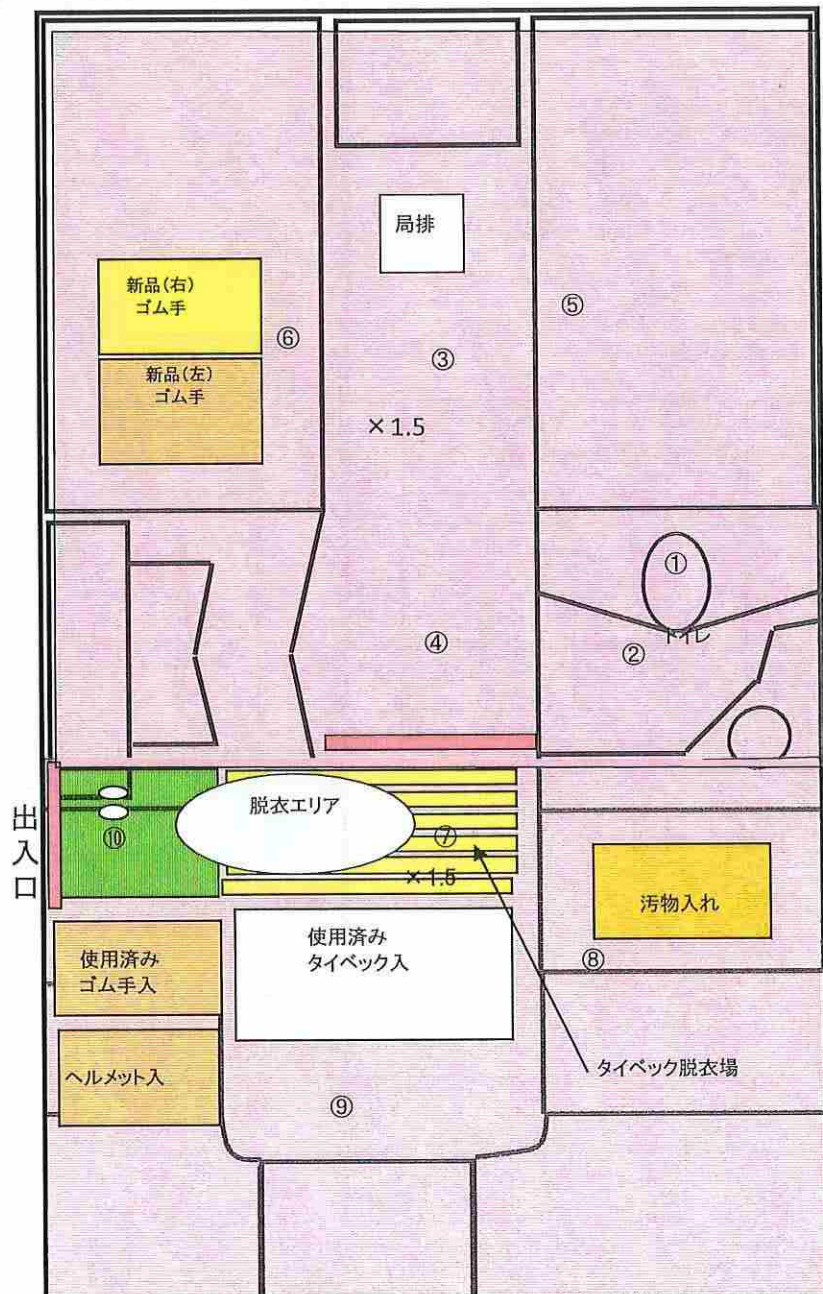 局排
新品(右)
ゴム手
⑥
⑤
③
新品(左)
ゴム手
×1.5
①
④
②
トイレ
出入口
脱衣エリア
⑩
⑦
×1.5
汚物入れ
使用済み
タイベック入
使用済み
ゴム手入
⑧
タイベック脱衣場
ヘルメット入
⑨